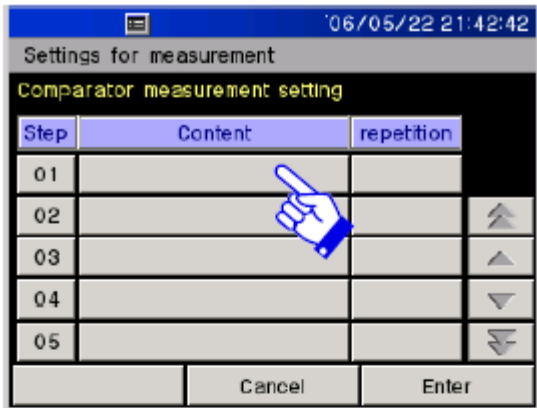 '06/05/22 21:42:42
Settings for measurement
Comparator measurement setting
Step Content repetition
01
02
03
04
05
Cancel Enter